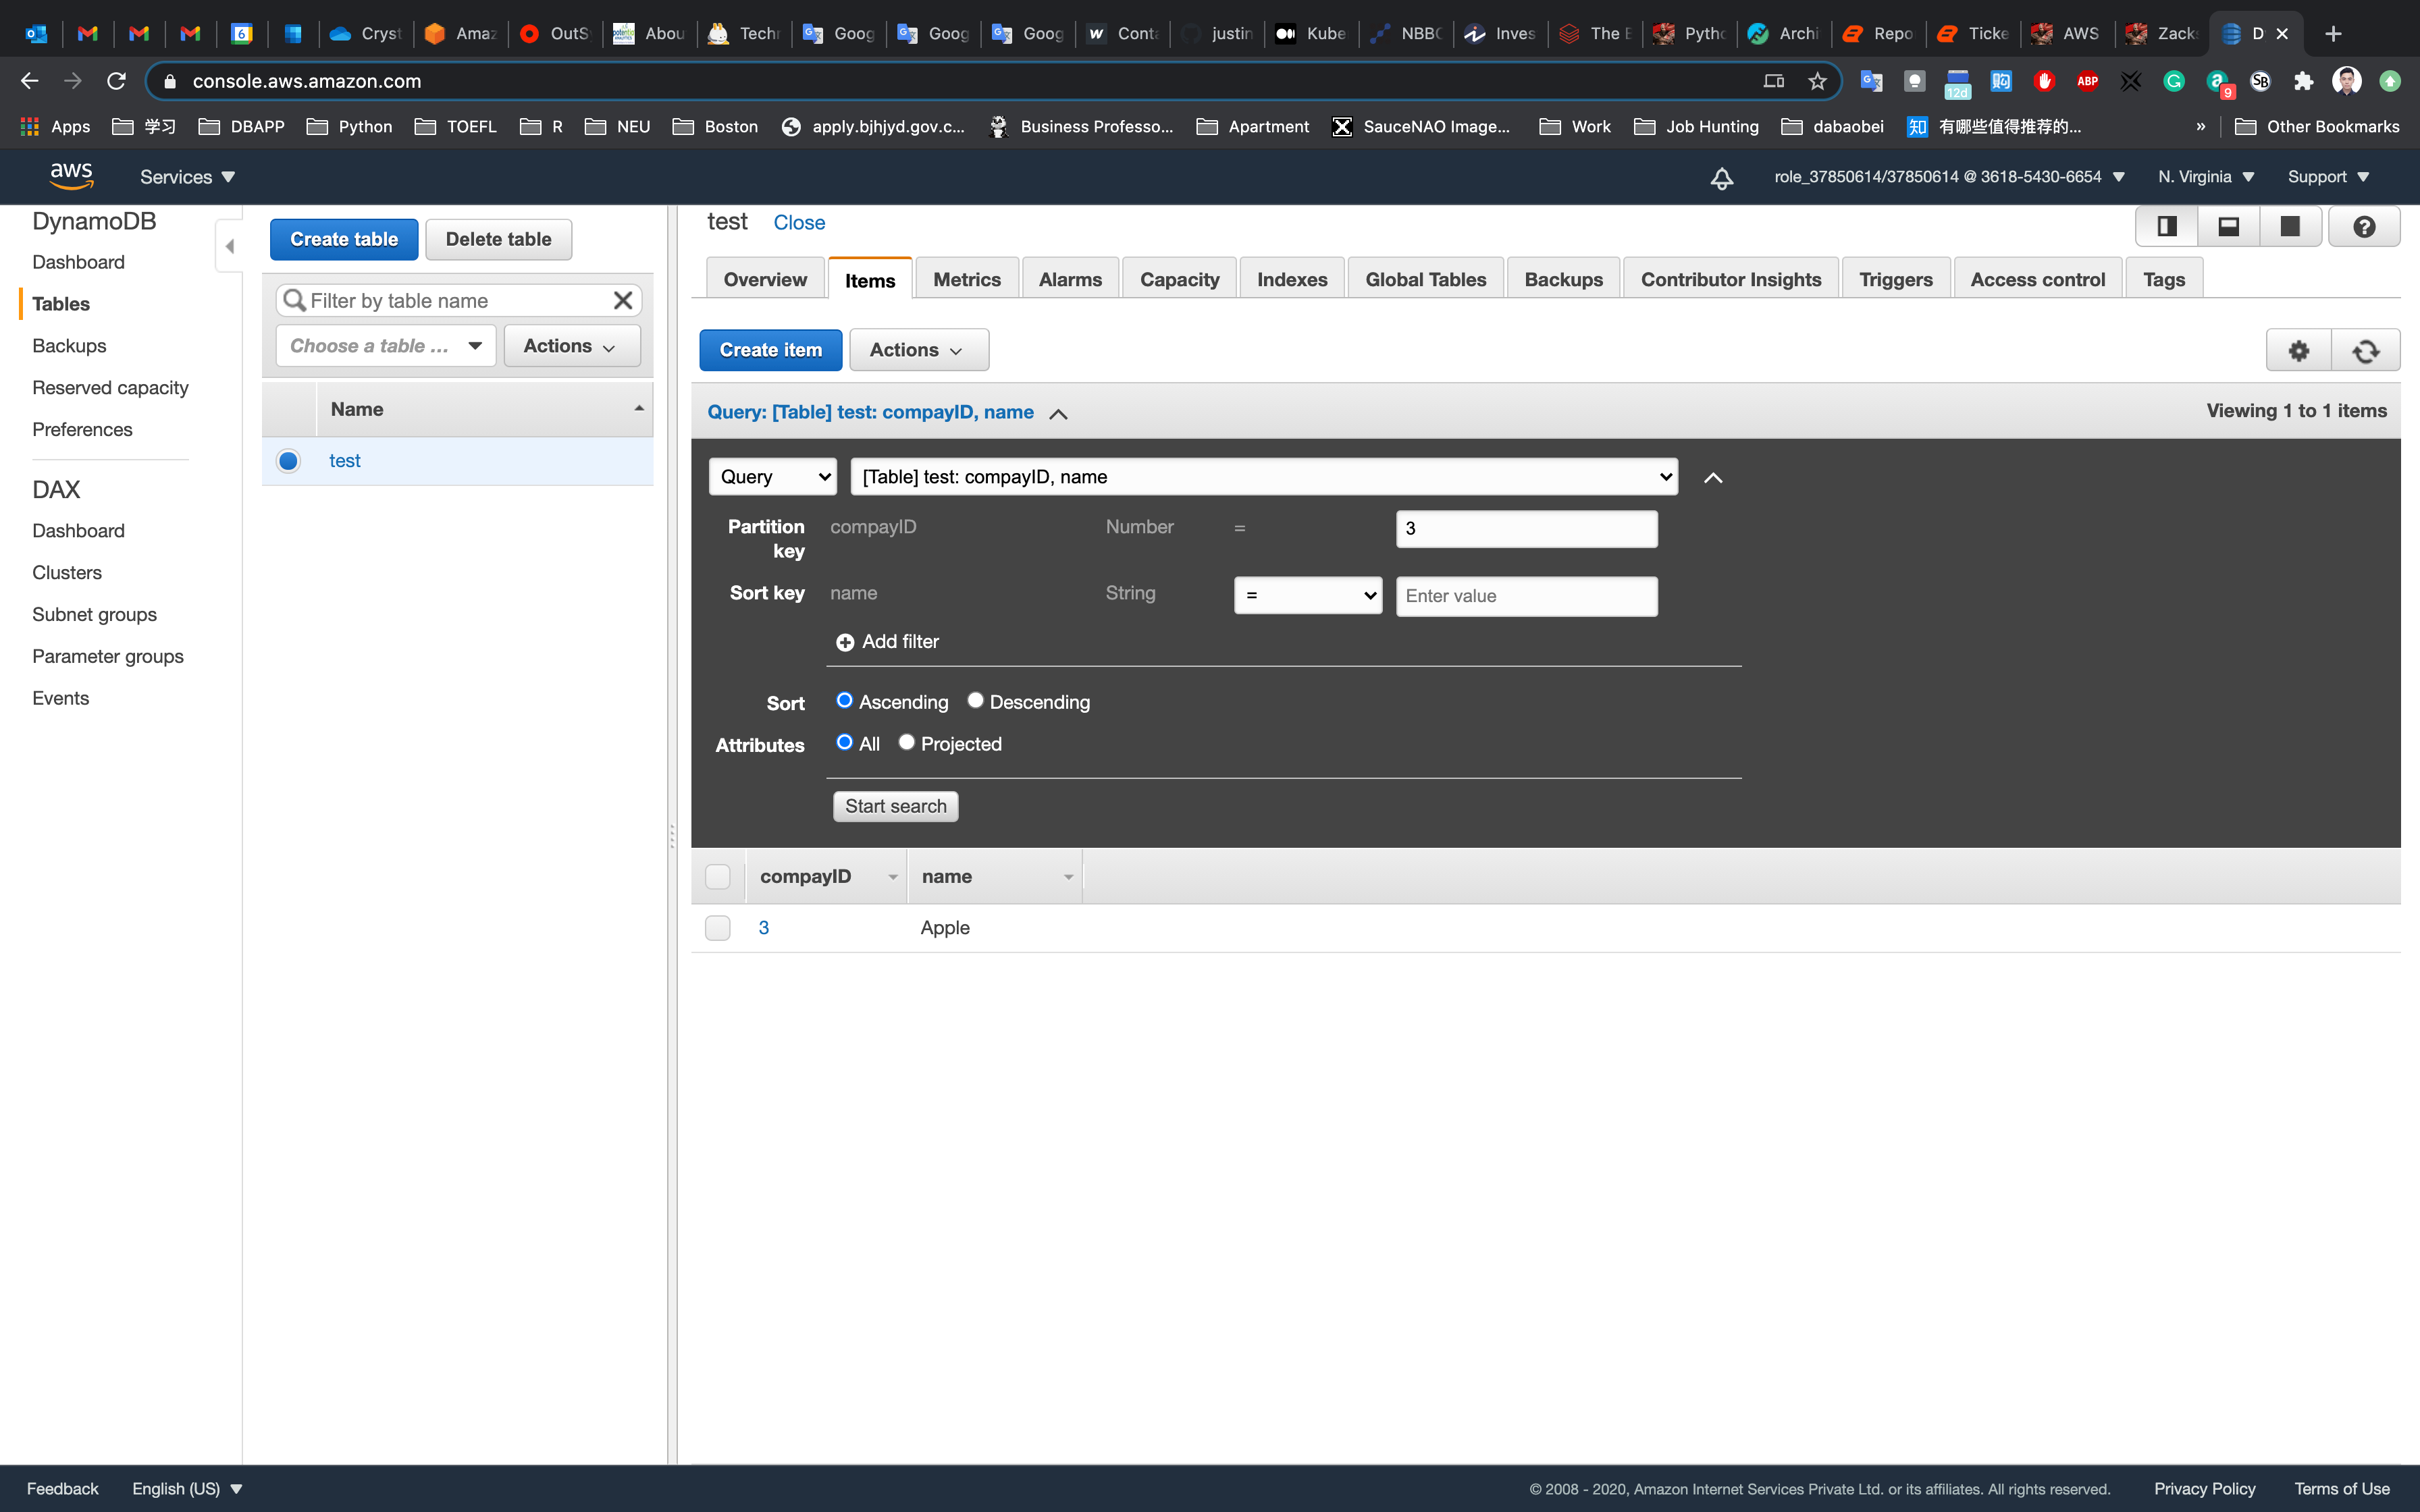 6 Cryst Amaz OutS Abou Techn Goog Goog Goog Conta justin Kube NBBC Inves The E Pytho Archi Repo Ticke AWS Zack D
console.aws.amazon.com 12d ABP 9 SB
Apps 学习 DBAPP Python TOEFL R NEU Boston apply.bjhjyd.gov.c... Business Professo... Apartment SauceNAO Image... Work Job Hunting dabaobei 知 有哪些值得推荐的... » Other Bookmarks
aws Services role_37850614/37850614 @ 3618-5430-6654 N. Virginia Support
DynamoDB
Dashboard
Tables
Backups
Reserved capacity
Preferences
DAX
Dashboard
Clusters
Subnet groups
Parameter groups
Events
Create table Delete table
Filter by table name
Choose a table ... Actions
Name
test
test Close
Overview Items Metrics Alarms Capacity Indexes Global Tables Backups Contributor Insights Triggers Access control Tags
Create item Actions
Query: [Table] test: compayID, name Viewing 1 to 1 items
Query [Table] test: compayID, name
Partition key compayID Number = 3
Sort key name String = Enter value
Add filter
Sort Ascending Descending
Attributes All Projected
Start search
compayID name
3 Apple
Feedback English (US) © 2008 - 2020, Amazon Internet Services Private Ltd. or its affiliates. All rights reserved. Privacy Policy Terms of Use